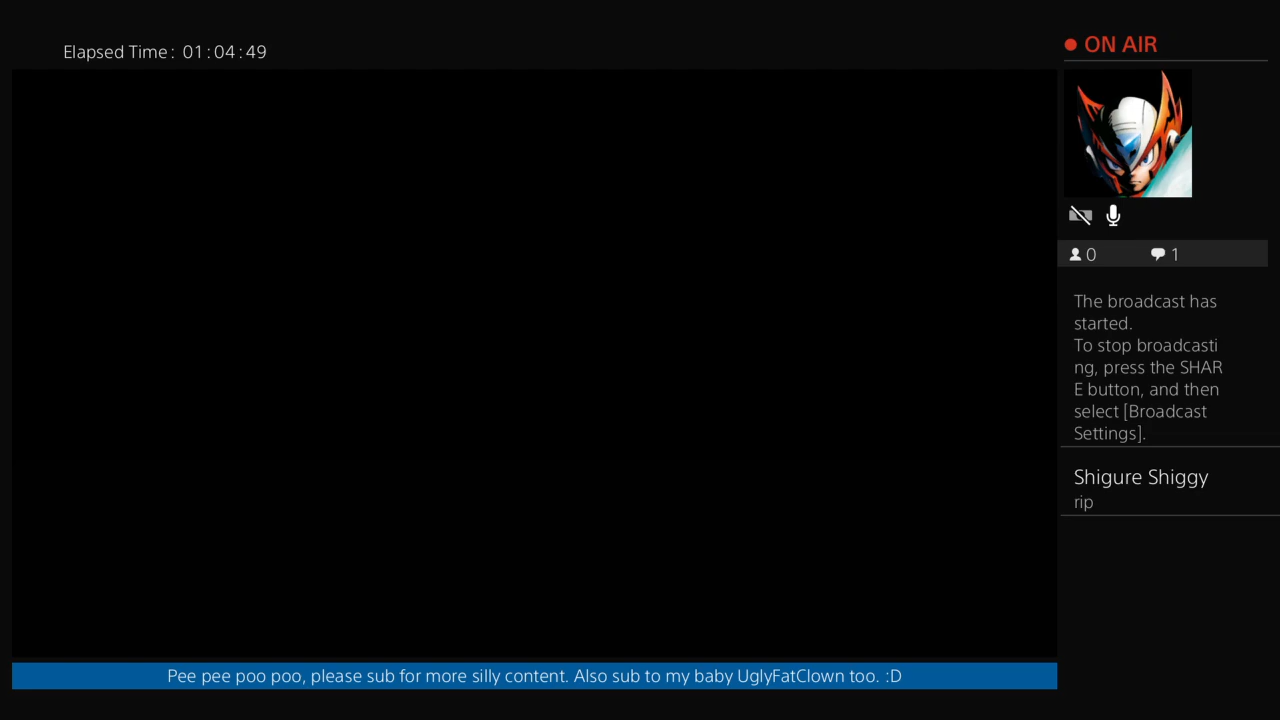 Elapsed Time: 01:04:49
ON AIR
0 1
The broadcast has
started.
To stop broadcasti
ng, press the SHAR
E button, and then
select [Broadcast
Settings].
Shigure Shiggy
rip
Pee pee poo poo, please sub for more silly content. Also sub to my baby UglyFatClown too. :D